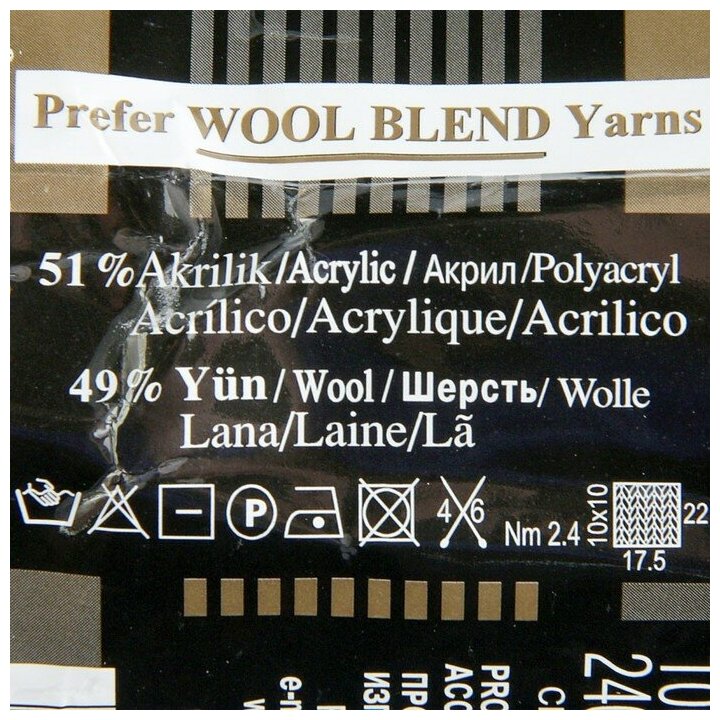 Prefer WOOL BLEND Yarns
51 % Akrilik / Acrylic / Акрил / Polyacryl
Acrílico/Acrylique/Acrilico
49 % Yün / Wool / Шерсть / Wolle
Lana/Laine/Lã
P
4 6
Nm 2.4
10x10
22
17.5